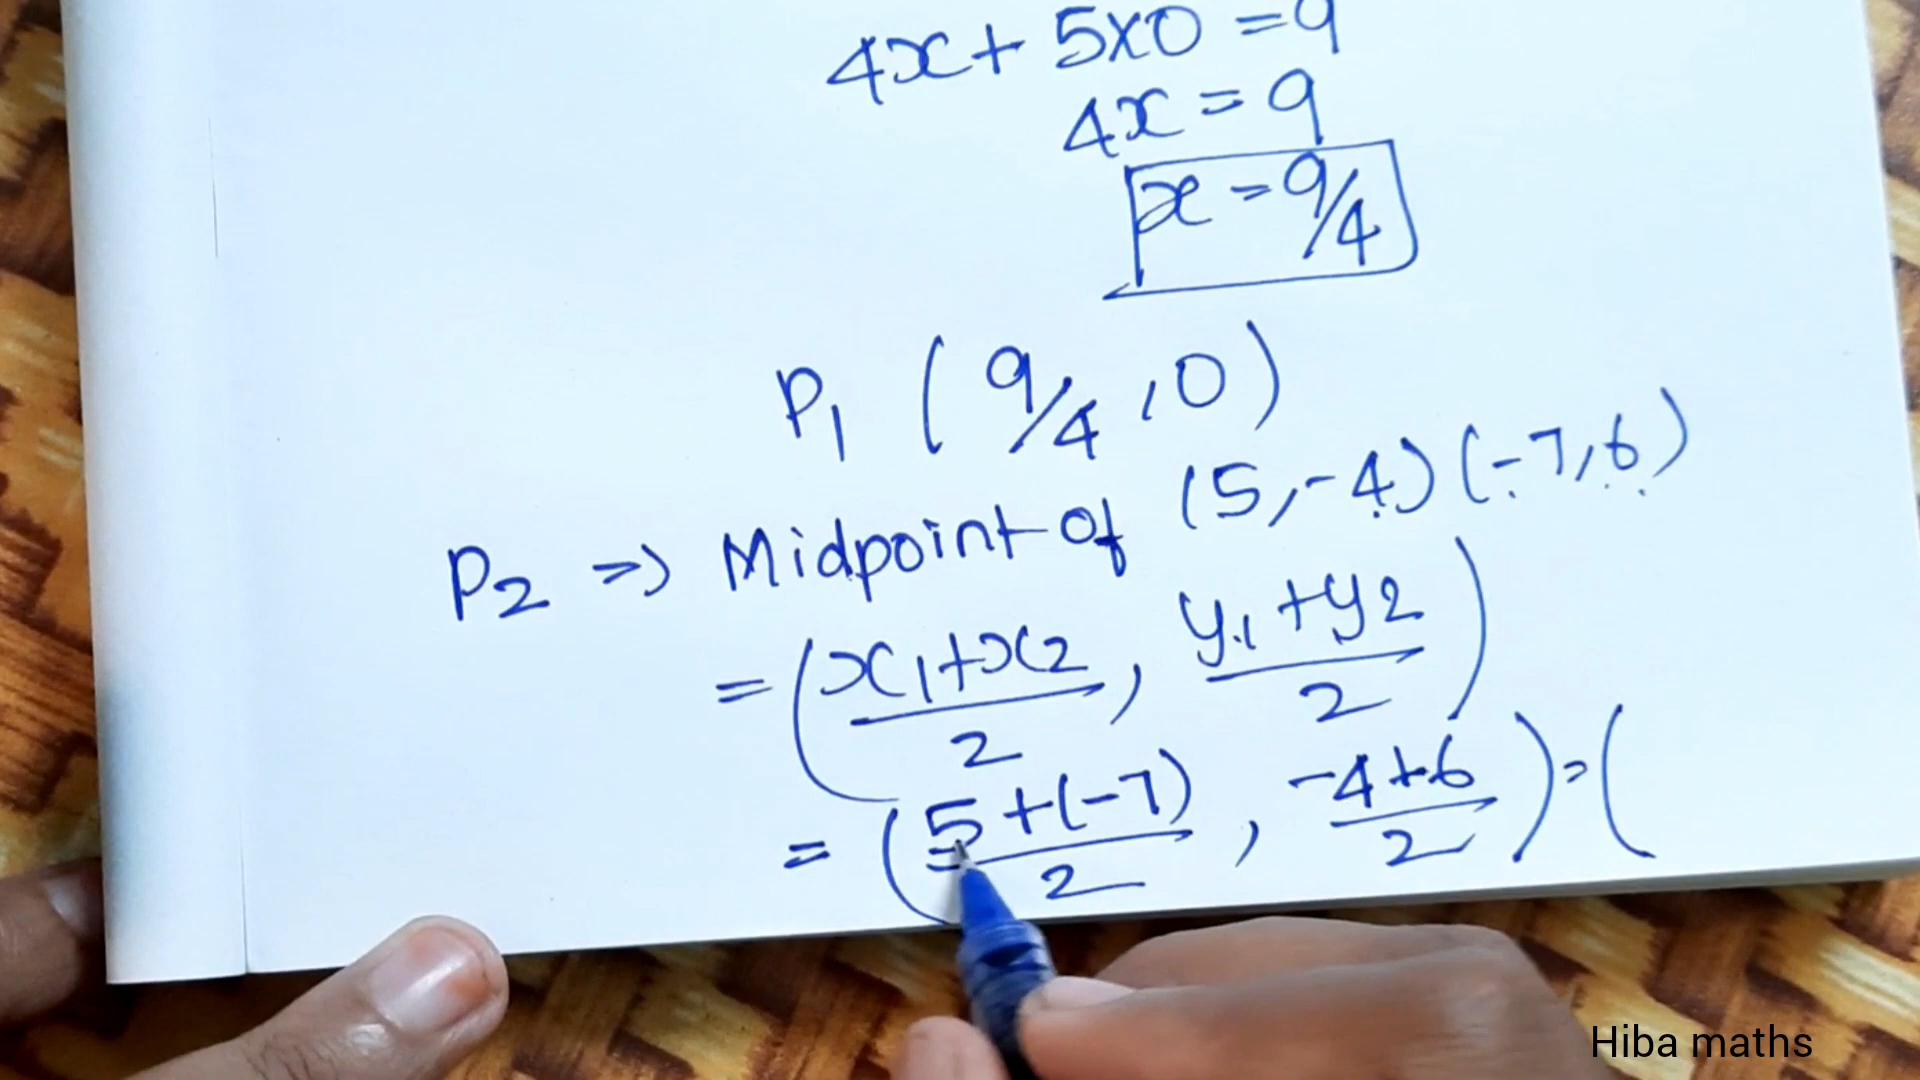 4x + 5x0 = 9
4x = 9
x = 9/4
P1 ( 9/4 , 0 )
P2 => Midpoint of (5,-4) (-7,6)
= ( x1+x2 / 2 , y1+y2 / 2 )
= ( 5+(-7) / 2 , -4+6 / 2 ) = (
Hiba maths